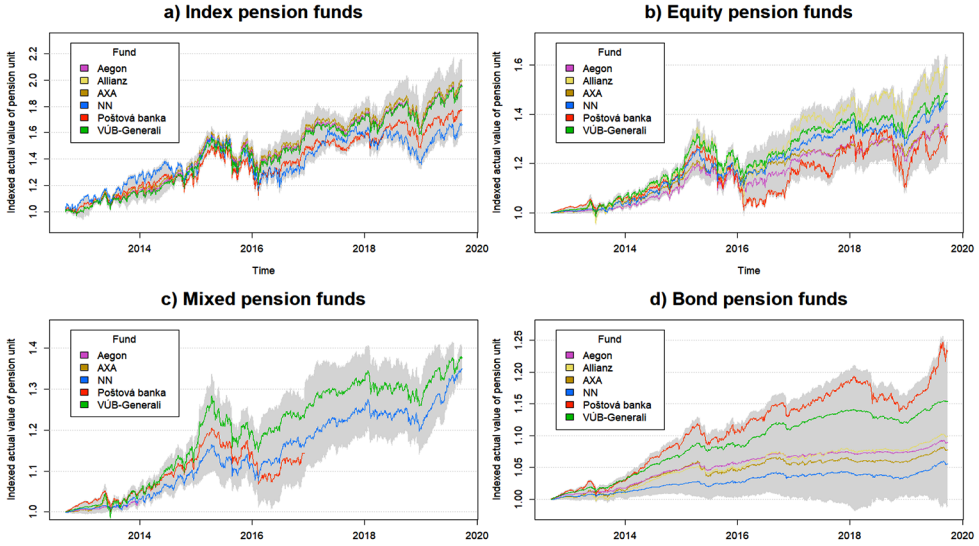 a) Index pension funds
Indexed actual value of pension unit
2.2
2.0
1.8
1.6
1.4
1.2
1.0
Fund
Aegon
Allianz
AXA
NN
Poštová banka
VÚB-Generali
2014
2016
2018
2020
Time
b) Equity pension funds
Indexed actual value of pension unit
1.6
1.4
1.2
1.0
Fund
Aegon
Allianz
AXA
NN
Poštová banka
VÚB-Generali
2014
2016
2018
2020
Time
c) Mixed pension funds
Indexed actual value of pension unit
1.4
1.3
1.2
1.1
1.0
Fund
Aegon
AXA
NN
Poštová banka
VÚB-Generali
2014
2016
2018
2020
d) Bond pension funds
Indexed actual value of pension unit
1.25
1.20
1.15
1.10
1.05
1.00
Fund
Aegon
Allianz
AXA
NN
Poštová banka
VÚB-Generali
2014
2016
2018
2020